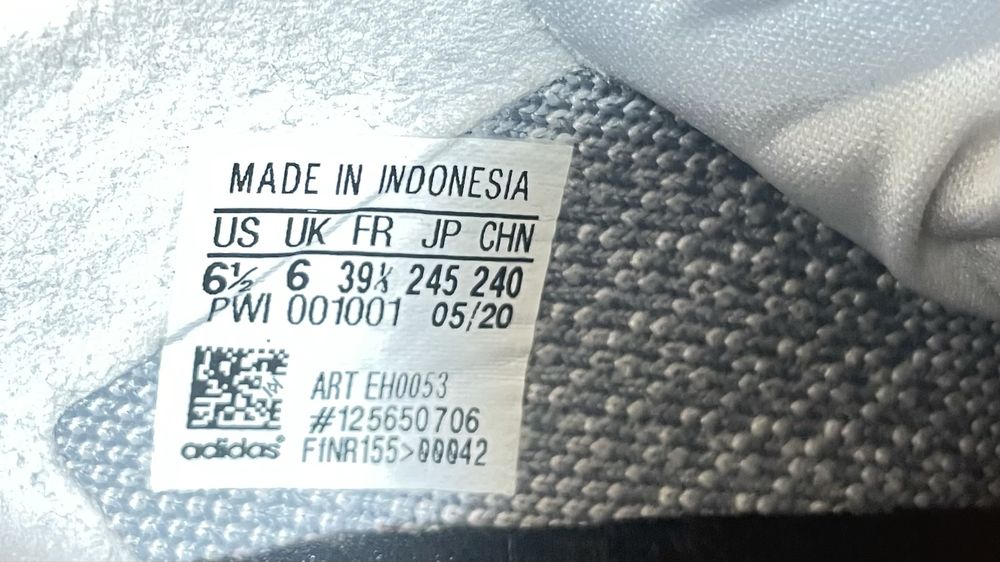 MADE IN INDONESIA
US UK FR JP CHN
6½ 6 39⅓ 245 240
PWI 001001 05/20
ART EH0053
#125650706
adidas® F1NR155>00042